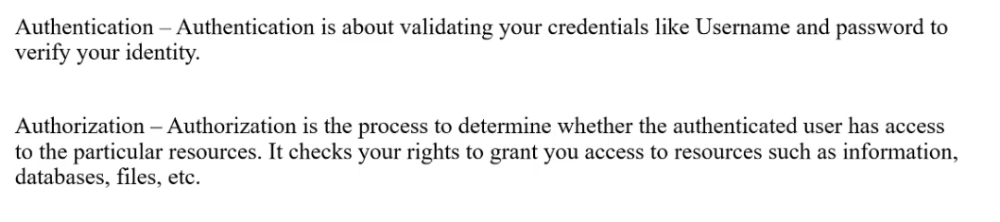 Authentication – Authentication is about validating your credentials like Username and password to
verify your identity.
Authorization – Authorization is the process to determine whether the authenticated user has access
to the particular resources. It checks your rights to grant you access to resources such as information,
databases, files, etc.